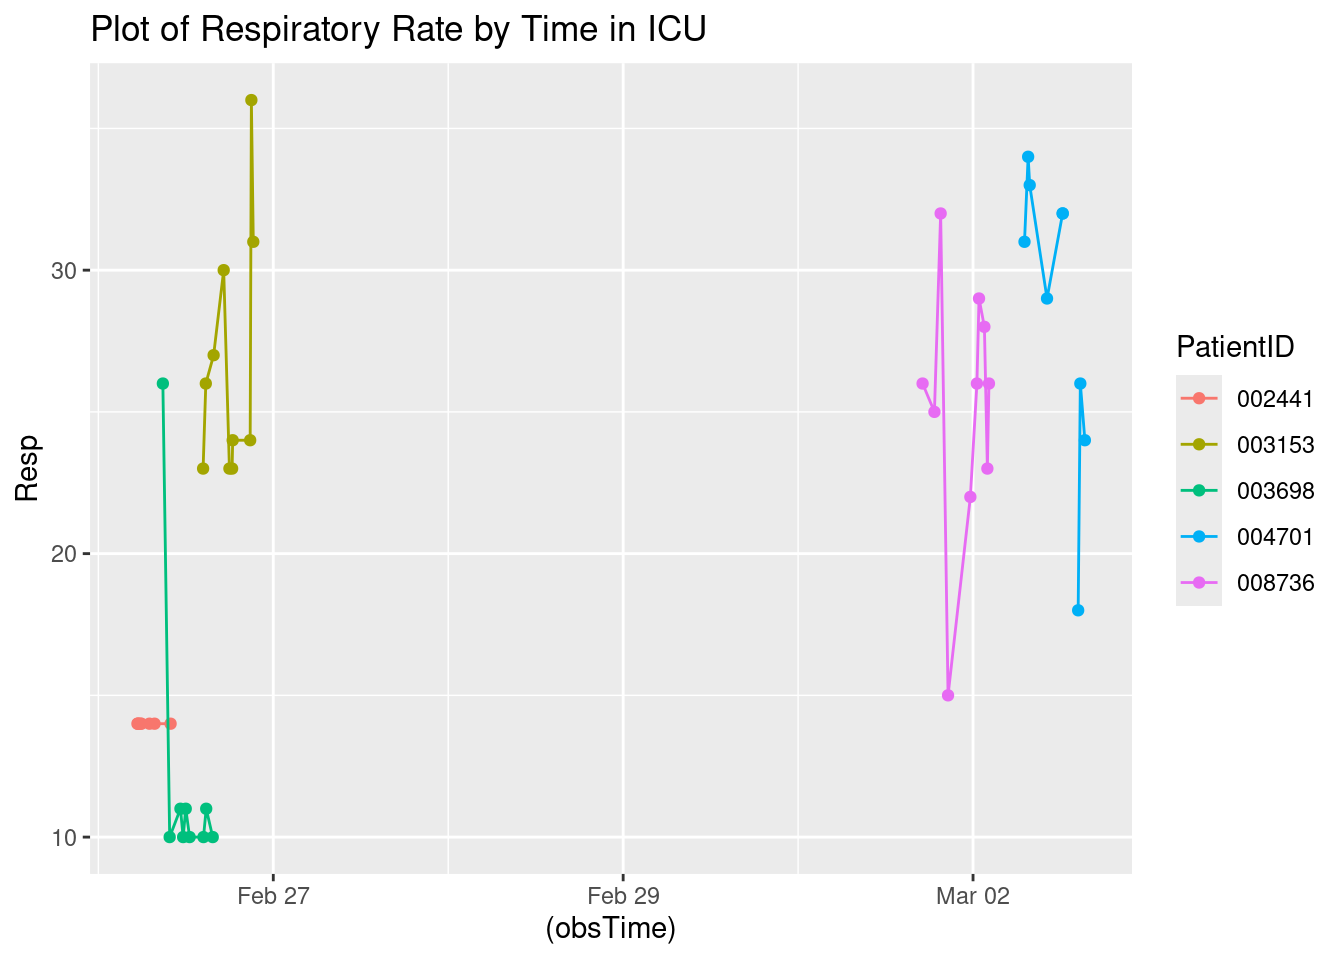 Plot of Respiratory Rate by Time in ICU
Resp
30
20
10
Feb 27
Feb 29
Mar 02
(obsTime)
PatientID
002441
003153
003698
004701
008736